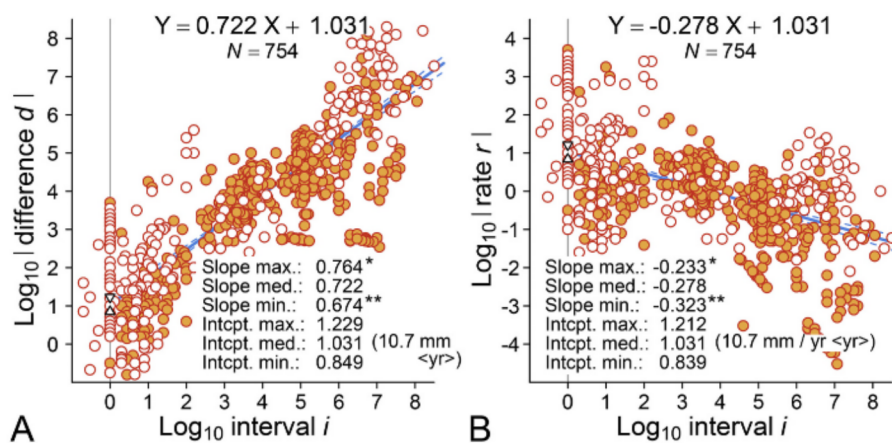 Y = 0.722 X + 1.031
N = 754
Log10 | difference d |
8
7
6
5
4
3
2
1
0
Slope max.: 0.764*
Slope med.: 0.722
Slope min.: 0.674**
Intcpt. max.: 1.229
Intcpt. med.: 1.031 (10.7 mm
Intcpt. min.: 0.849 <yr>)
0 1 2 3 4 5 6 7 8
A Log10 interval i
Y = -0.278 X + 1.031
N = 754
Log10 | rate r |
4
3
2
1
0
-1
-2
-3
-4
Slope max.: -0.233*
Slope med.: -0.278
Slope min.: -0.323**
Intcpt. max.: 1.212
Intcpt. med.: 1.031 (10.7 mm / yr <yr>)
Intcpt. min.: 0.839
0 1 2 3 4 5 6 7 8
B Log10 interval i